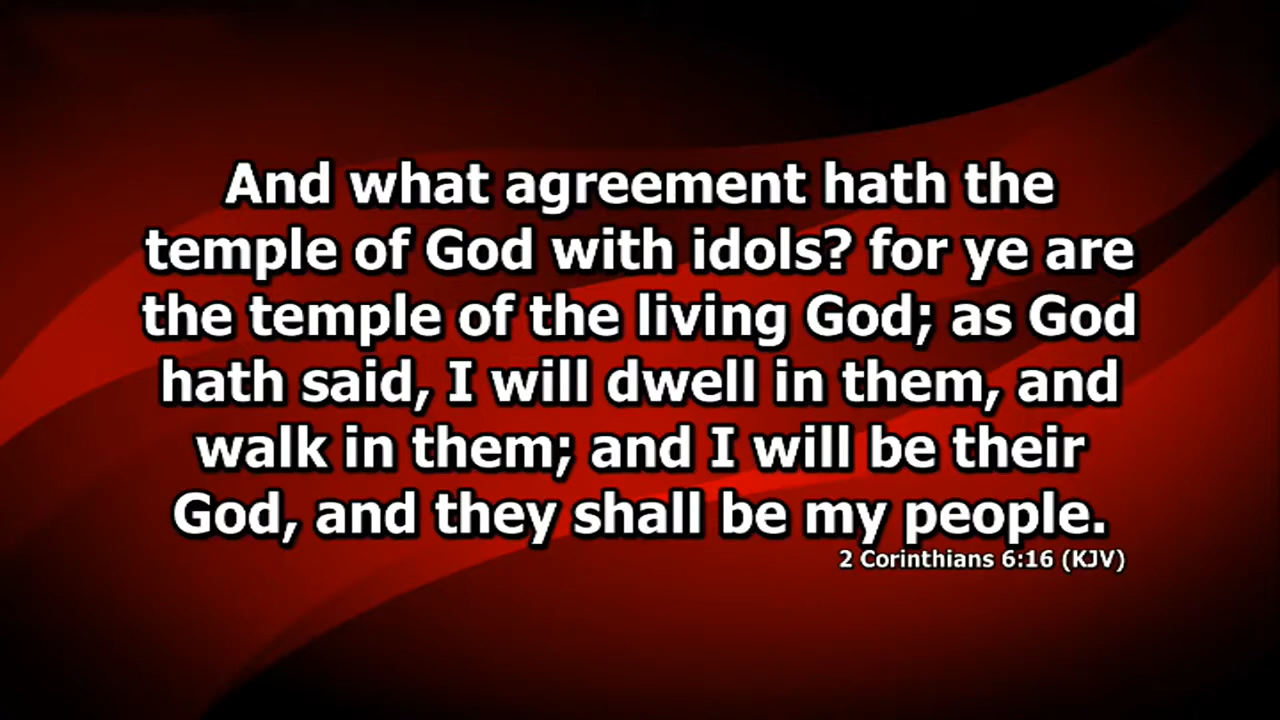 And what agreement hath the
temple of God with idols? for ye are
the temple of the living God; as God
hath said, I will dwell in them, and
walk in them; and I will be their
God, and they shall be my people.
2 Corinthians 6:16 (KJV)